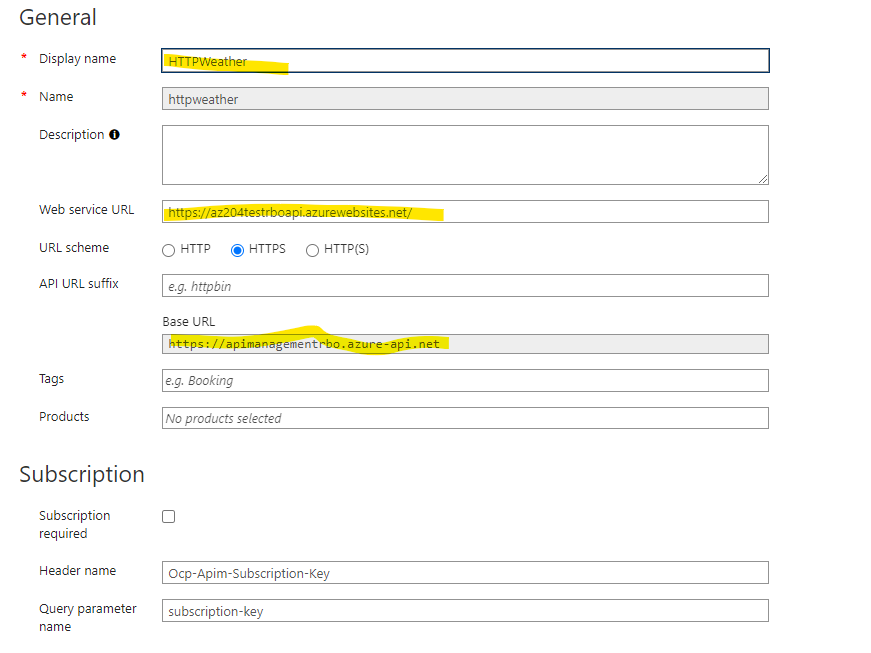 General
* Display name
HTTPWeather
* Name
httpweather
Description
Web service URL
https://az204testrboapi.azurewebsites.net/
URL scheme
HTTP HTTPS HTTP(S)
API URL suffix
e.g. httpbin
Base URL
https://apimanagementrbo.azure-api.net
Tags
e.g. Booking
Products
No products selected
Subscription
Subscription
required
Header name
Ocp-Apim-Subscription-Key
Query parameter
name
subscription-key